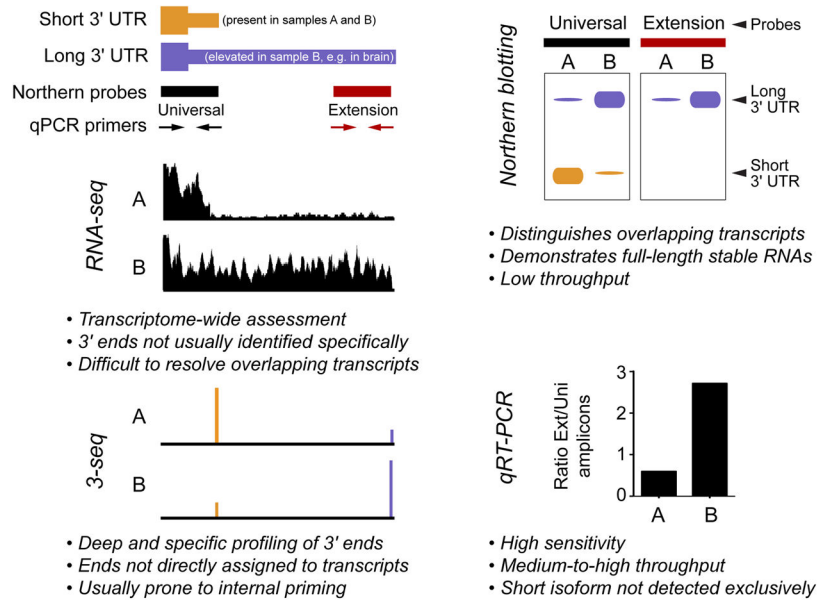 Short 3' UTR
(present in samples A and B)
Long 3' UTR
(elevated in sample B, e.g. in brain)
Northern probes
Universal
Extension
qPCR primers
RNA-seq
A
B
• Transcriptome-wide assessment
• 3' ends not usually identified specifically
• Difficult to resolve overlapping transcripts
3-seq
A
B
• Deep and specific profiling of 3' ends
• Ends not directly assigned to transcripts
• Usually prone to internal priming
Northern blotting
Universal
Extension
Probes
A
B
A
B
Long
3' UTR
Short
3' UTR
• Distinguishes overlapping transcripts
• Demonstrates full-length stable RNAs
• Low throughput
qRT-PCR
Ratio Ext/Uni
amplicons
3
2
1
0
A
B
• High sensitivity
• Medium-to-high throughput
• Short isoform not detected exclusively